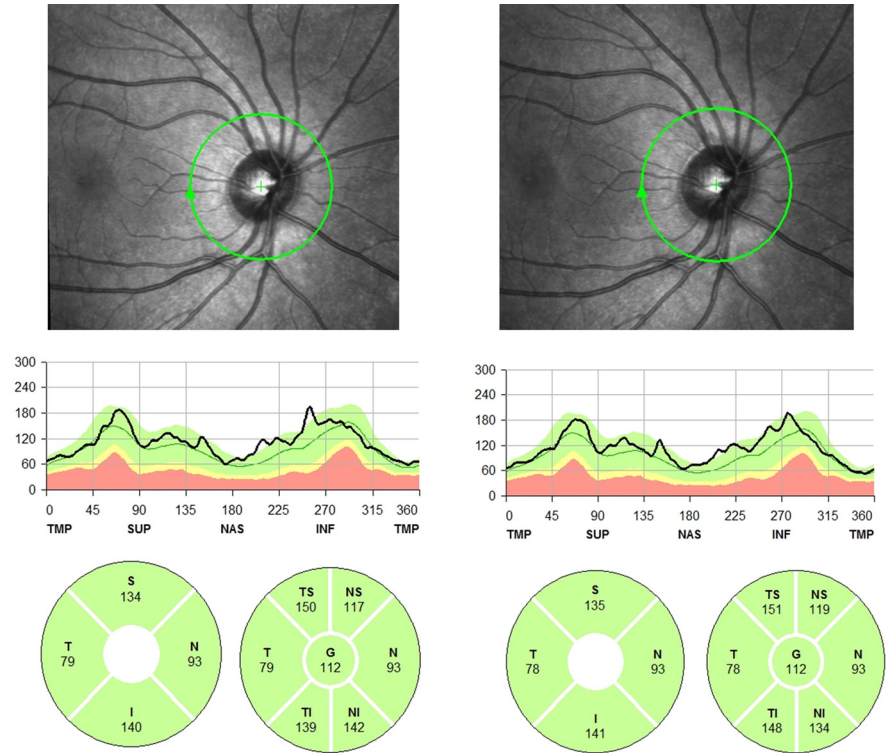 300
240
180
120
60
0
0 45 90 135 180 225 270 315 360
TMP SUP NAS INF TMP
S
134
T
79
N
93
I
140
TS
150
NS
117
T
79
G
112
N
93
TI
139
NI
142
300
240
180
120
60
0
0 45 90 135 180 225 270 315 360
TMP SUP NAS INF TMP
S
135
T
78
N
93
I
141
TS
151
NS
119
T
78
G
112
N
93
TI
148
NI
134